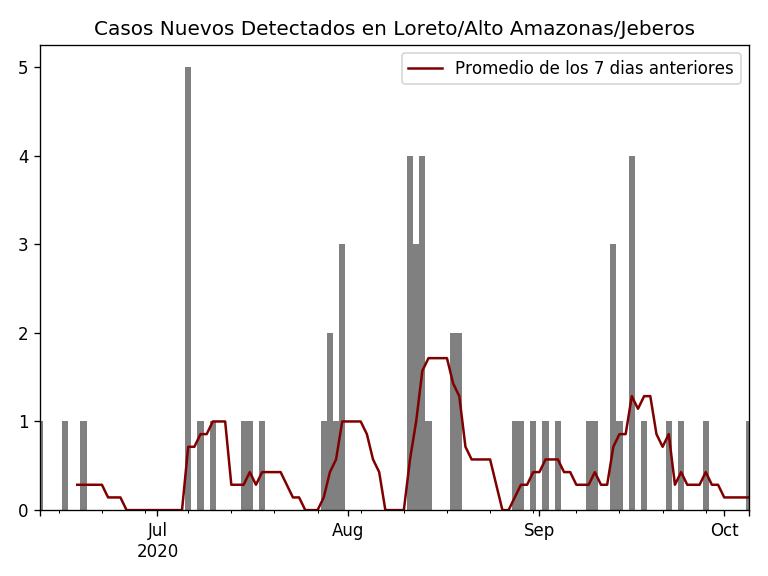 Casos Nuevos Detectados en Loreto/Alto Amazonas/Jeberos
Promedio de los 7 dias anteriores
5
4
3
2
1
0
Jul
2020
Aug
Sep
Oct